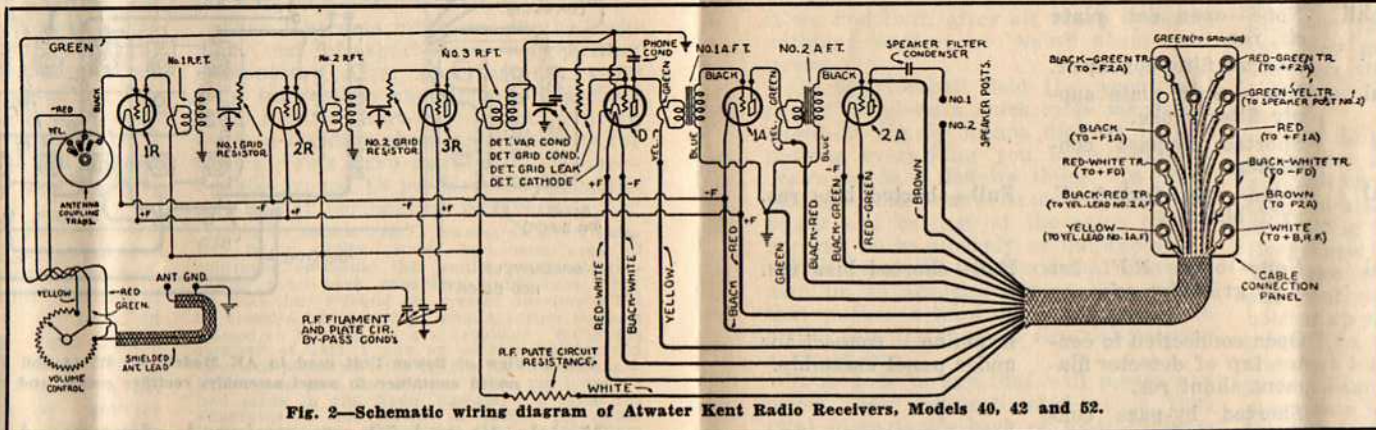 GREEN
RED
YEL.
BLACK
ANTENNA
COUPLING
TRANS.
No.1 R.F.T.
1R
No.1 GRID
RESISTOR
No.2 R.F.T.
2R
No.2 GRID
RESISTOR
NO.3 R.F.T.
3R
-F
+F
-F
+F
-F
+F
PHONE
COND
DET. VAR COND
DET GRID COND.
DET. GRID LEAK
DET. CATHODE
D
+F
-F
YEL.
GREEN
NO.1 A.F.T.
BLACK
BLUE
1A
-F
+F
NO.2 A F.T.
GREEN
YEL.
BLACK
BLUE
2 A
SPEAKER FILTER
CONDENSER
NO.1
NO.2
SPEAKER POSTS.
RED-WHITE
BLACK-WHITE
YELLOW
BLACK
RED
GREEN
BLACK-RED
BLACK-GREEN
-F
RED-GREEN
BROWN
YELLOW
RED
GREEN
ANT. GND.
SHIELDED
ANT. LEAD
VOLUME
CONTROL
R.F. FILAMENT
AND PLATE CIR.
BY-PASS COND'S
R.F. PLATE CIRCUIT
RESISTANCE
WHITE
GREEN (TO GROUND)
BLACK-GREEN TR.
(TO -F2A)
BLACK
(TO -F1A)
RED-WHITE TR.
(TO +FD)
BLACK-RED TR.
(TO YEL. LEAD NO. 2 A.F.)
YELLOW
(TO YEL. LEAD NO. 1 A.F.)
RED-GREEN TR.
(TO +F2A)
GREEN-YEL. TR.
(TO SPEAKER POST NO. 2)
RED
(TO +F1A)
BLACK-WHITE TR.
(TO -FD)
BROWN
(TO P2A)
WHITE
(TO +B, R.F.)
CABLE
CONNECTION
PANEL
Fig. 2—Schematic wiring diagram of Atwater Kent Radio Receivers, Models 40, 42 and 52.